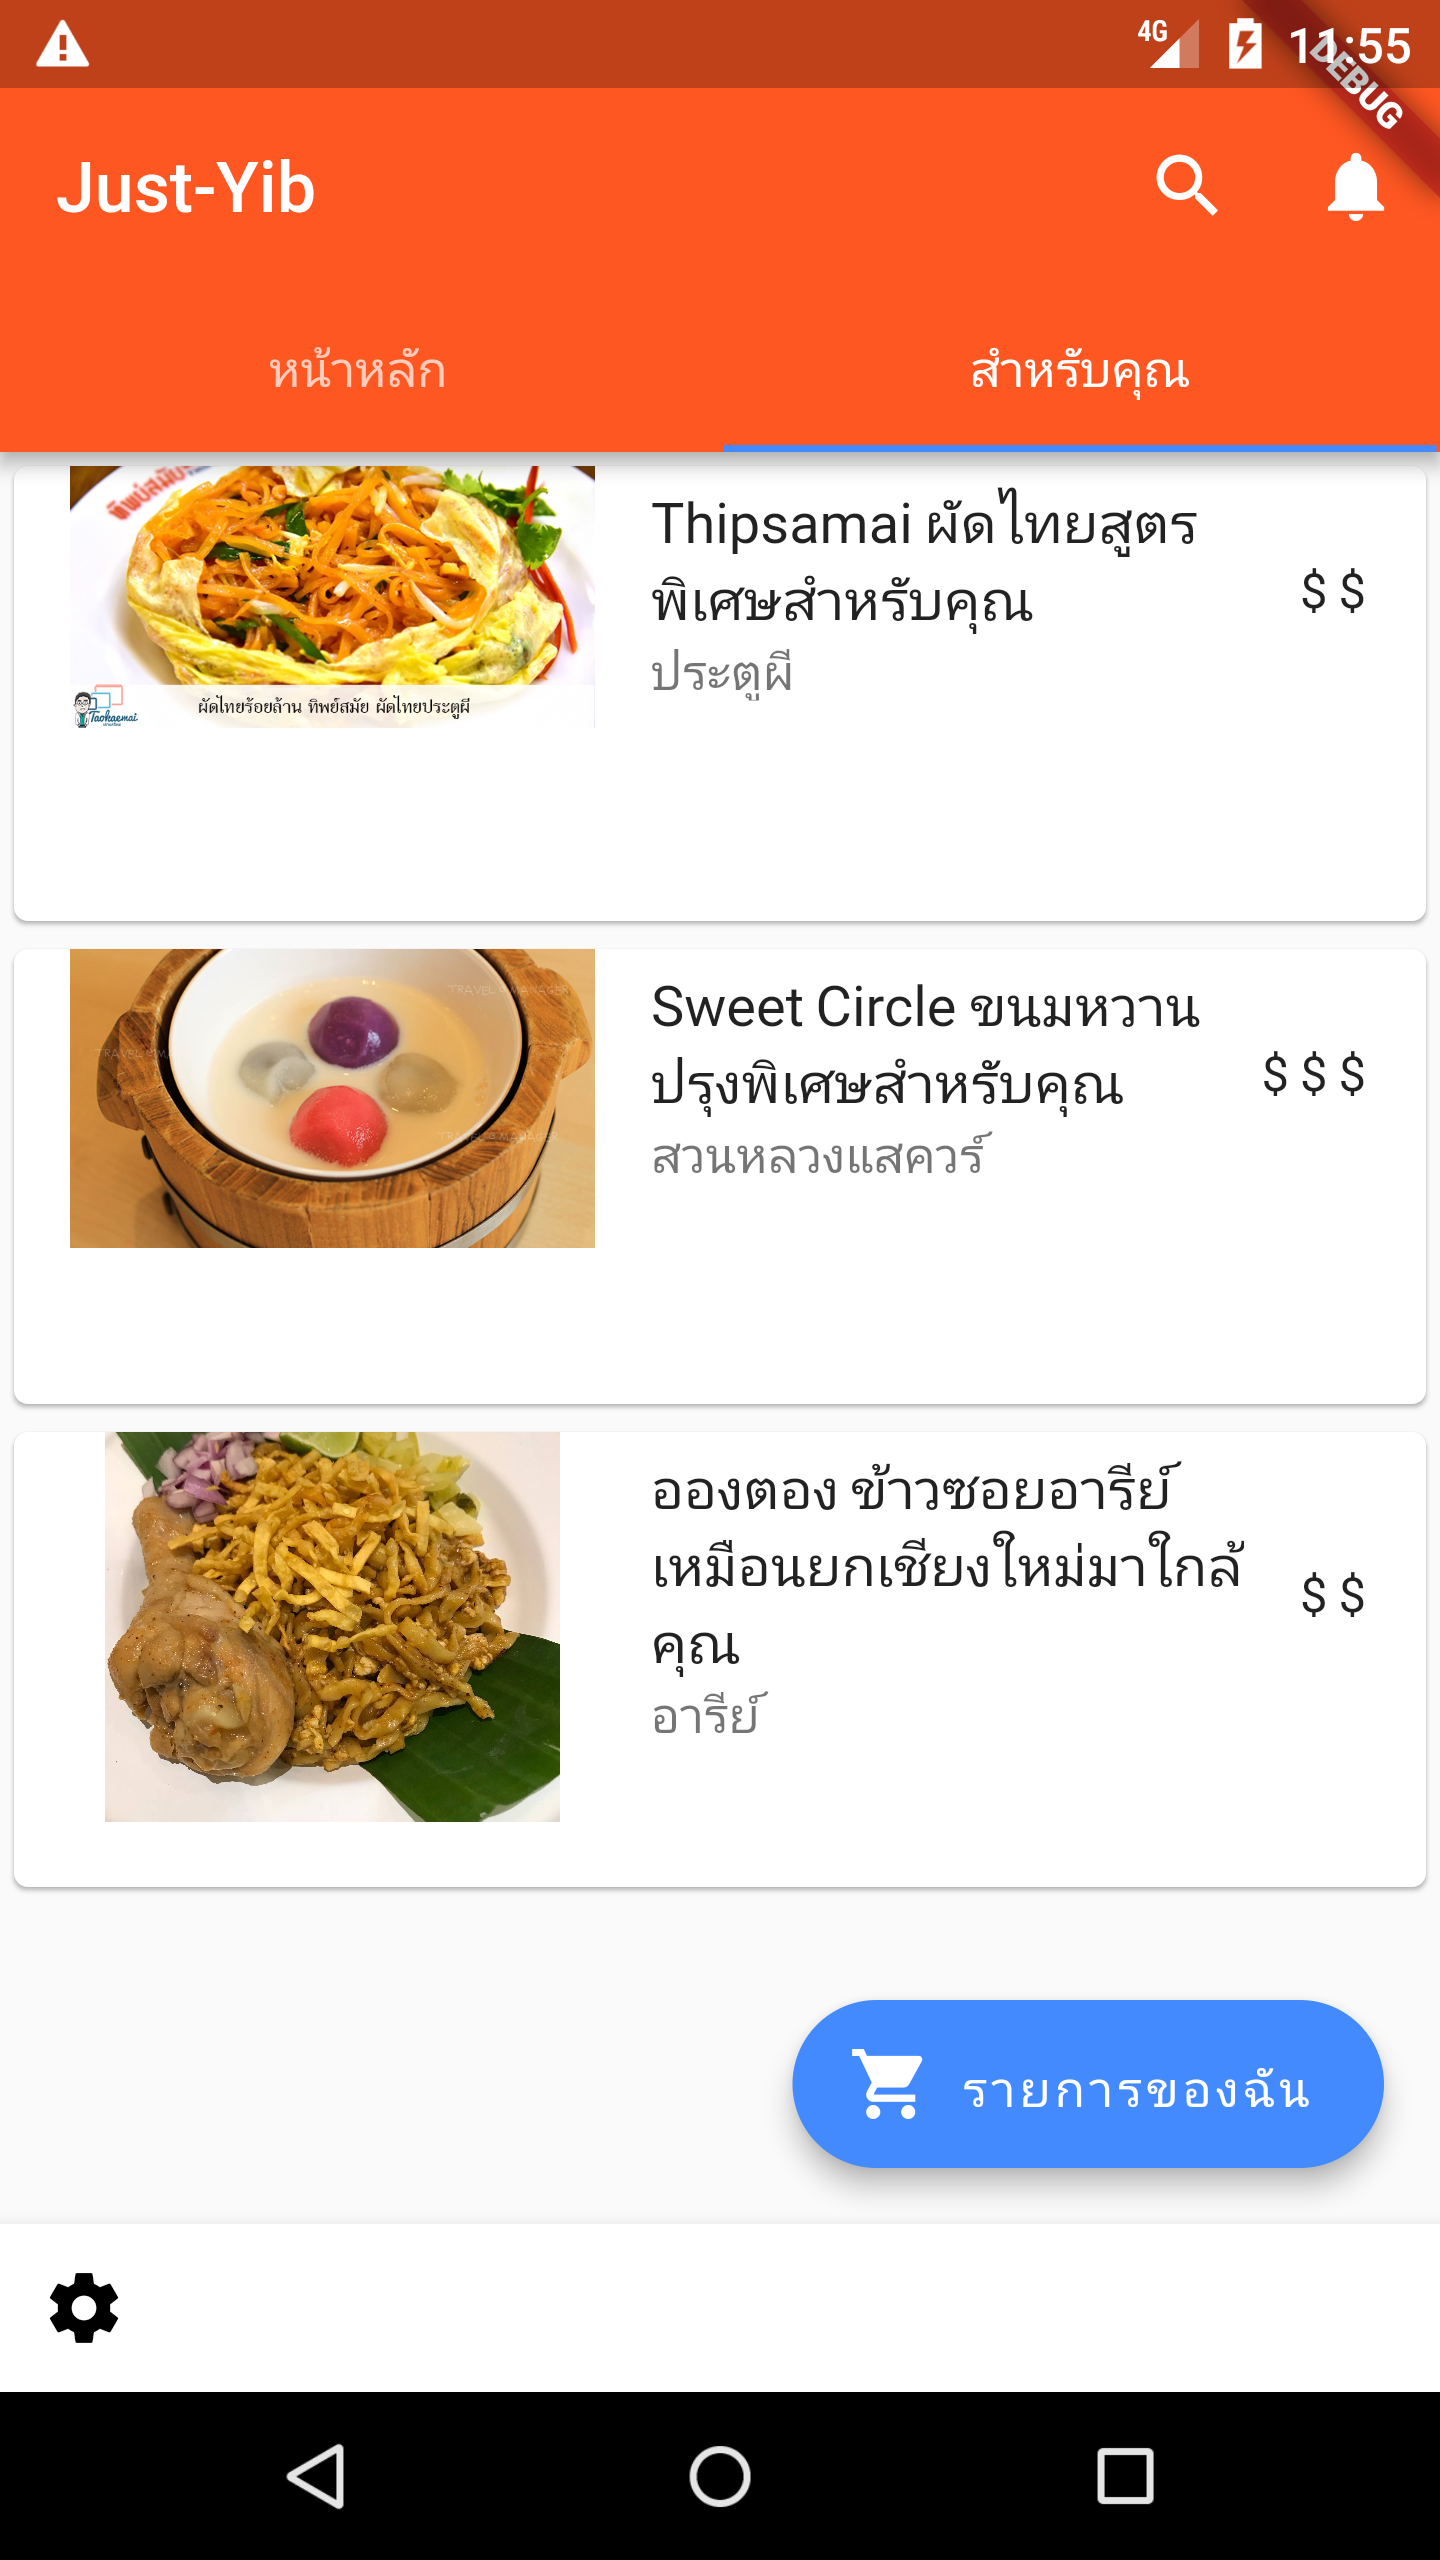 4G
11:55
DEBUG
Just-Yib
หน้าหลัก
สำหรับคุณ
ทิพย์สมัย
Thipsamai ผัดไทยสูตร
พิเศษสำหรับคุณ
$ $
ประตูผี
Taokaemai
ผัดไทยร้อยล้าน ทิพย์สมัย ผัดไทยประตูผี
TRAVEL MANAGER
Sweet Circle ขนมหวาน
ปรุงพิเศษสำหรับคุณ
$ $ $
TRAVEL MANAGER
สวนหลวงแสควร์
อองตอง ข้าวซอยอารีย์
เหมือนยกเชียงใหม่มาใกล้
คุณ
$ $
อารีย์
รายการของฉัน